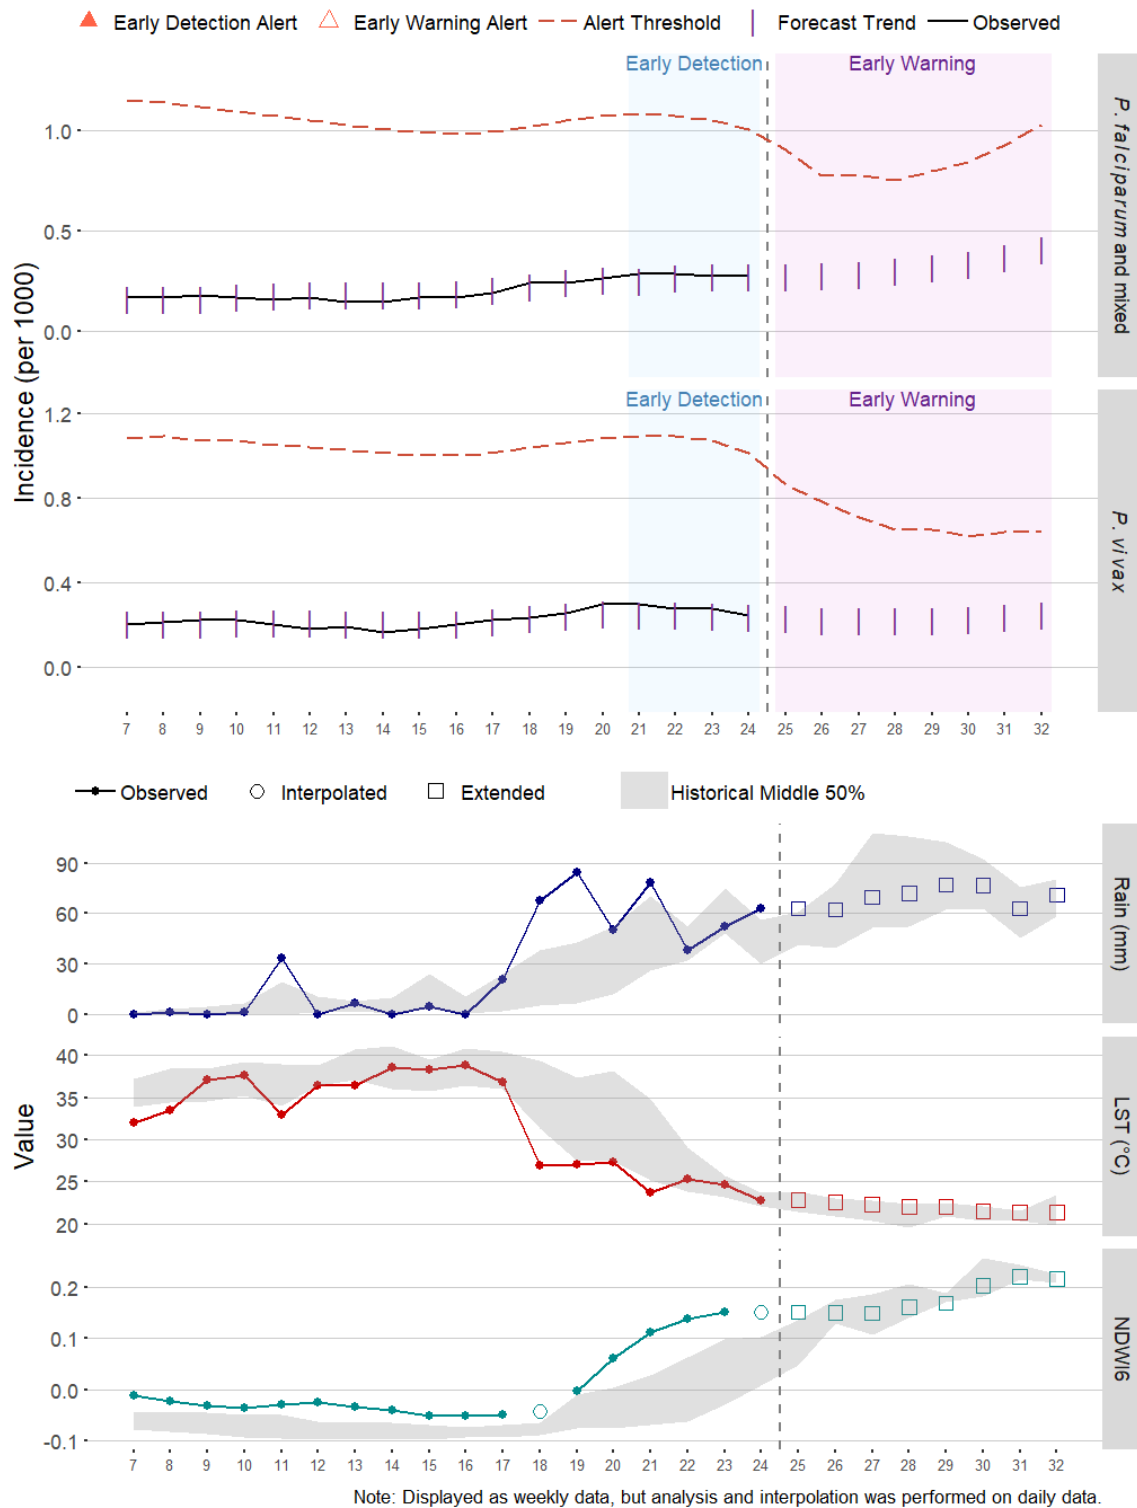 Early Detection Alert Early Warning Alert Alert Threshold Forecast Trend Observed
Early Detection Early Warning
1.0
0.5
0.0
P. falciparum and mixed
Incidence (per 1000)
Early Detection Early Warning
1.2
0.8
0.4
0.0
P. vivax
7 8 9 10 11 12 13 14 15 16 17 18 19 20 21 22 23 24 25 26 27 28 29 30 31 32
Observed Interpolated Extended Historical Middle 50%
90
60
30
0
Rain (mm)
40
35
30
25
20
LST (°C)
Value
0.2
0.1
0.0
-0.1
NDWI6
7 8 9 10 11 12 13 14 15 16 17 18 19 20 21 22 23 24 25 26 27 28 29 30 31 32
Note: Displayed as weekly data, but analysis and interpolation was performed on daily data.